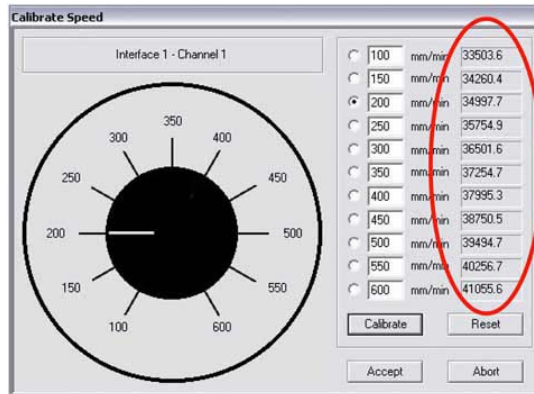 Calibrate Speed
Interface 1 - Channel 1
350
300
400
250
450
200
500
150
550
100
600
100 mm/min 33503.6
150 mm/min 34260.4
200 mm/min 34997.7
250 mm/min 35754.9
300 mm/min 36501.6
350 mm/min 37254.7
400 mm/min 37995.3
450 mm/min 38750.5
500 mm/min 39494.7
550 mm/min 40256.7
600 mm/min 41055.6
Calibrate Reset
Accept Abort